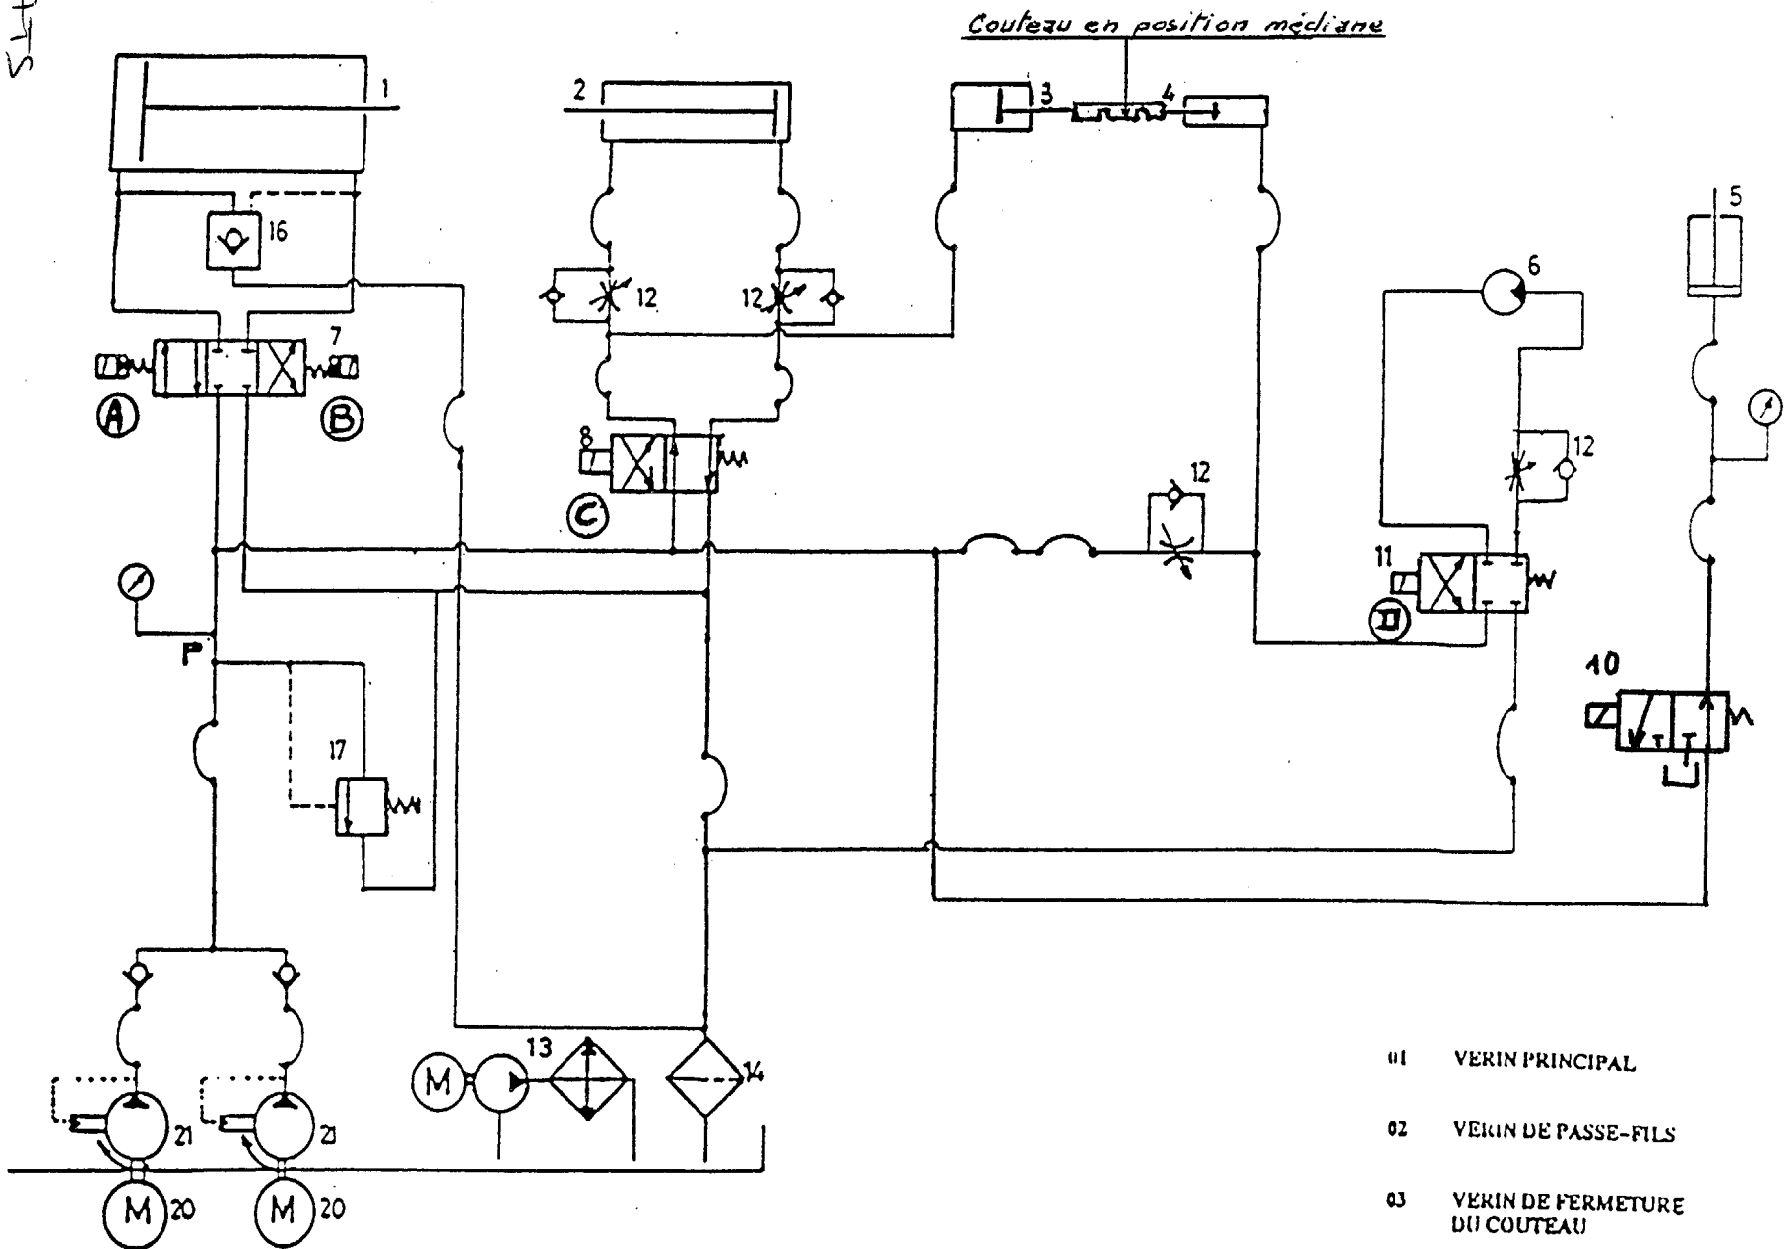 Couteau en position médiane
1
2
3
4
5
16
6
12
12
7
A
B
8
C
12
12
11
D
P
10
17
13
14
M
21
21
M 20
M 20
01 VERIN PRINCIPAL
02 VERIN DE PASSE-FILS
03 VERIN DE FERMETURE
DU COUTEAU